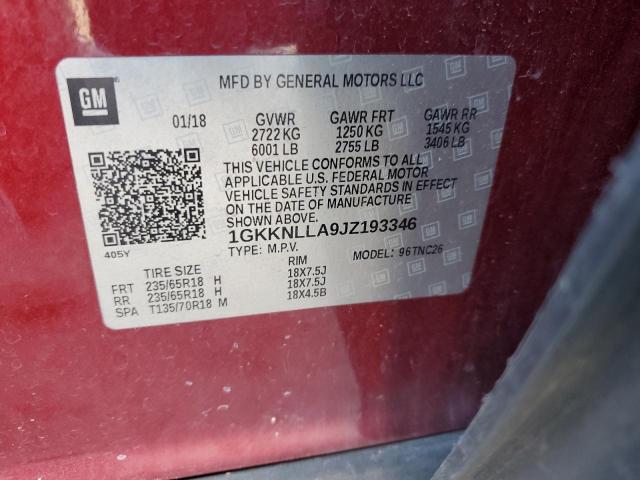 GM
MFD BY GENERAL MOTORS LLC
01/18 GVWR GAWR FRT GAWR RR
2722 KG 1250 KG 1545 KG
6001 LB 2755 LB 3406 LB
THIS VEHICLE CONFORMS TO ALL
APPLICABLE U.S. FEDERAL MOTOR
VEHICLE SAFETY STANDARDS IN EFFECT
ON THE DATE OF MANUFACTURE
SHOWN ABOVE.
405Y 1GKKNLLA9JZ193346
TYPE: M.P.V. MODEL: 96TNC26
TIRE SIZE RIM
FRT 235/65R18 H 18X7.5J
RR 235/65R18 H 18X7.5J
SPA T135/70R18 M 18X4.5B